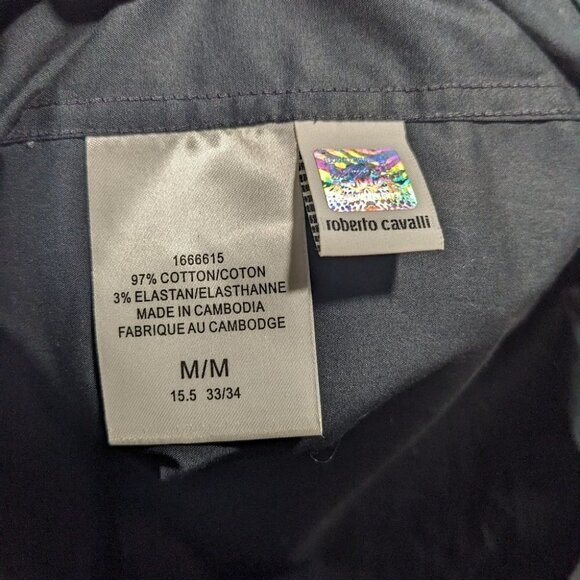 1666615
97% COTTON/COTON
3% ELASTAN/ELASTHANNE
MADE IN CAMBODIA
FABRIQUE AU CAMBODGE
M/M
15.5 33/34
roberto cavalli